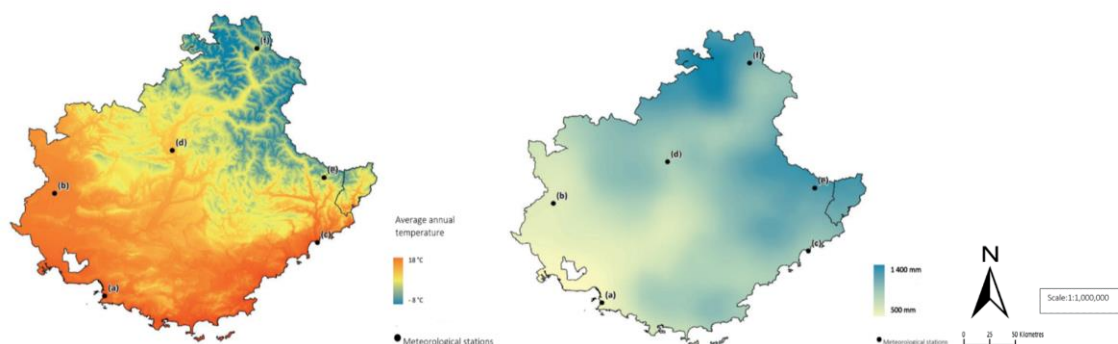 (f)
(d)
(e)
(b)
(c)
(a)
Average annual
temperature
18 °C
-3 °C
Meteorological stations
(f)
(d)
(e)
(b)
(c)
(a)
1 400 mm
500 mm
Meteorological stations
N
Scale:1:1,000,000
0 25 50 Kilometres